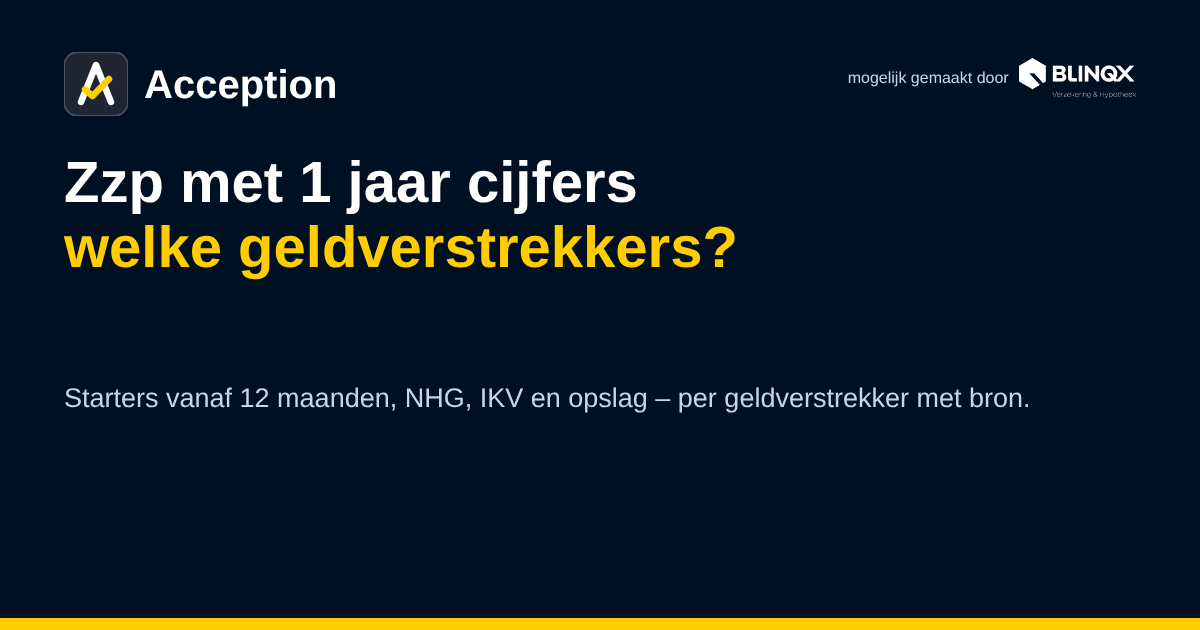 Acception
mogelijk gemaakt door
BLINQX
Verzekering & Hypotheek
Zzp met 1 jaar cijfers
welke geldverstrekkers?
Starters vanaf 12 maanden, NHG, IKV en opslag – per geldverstrekker met bron.